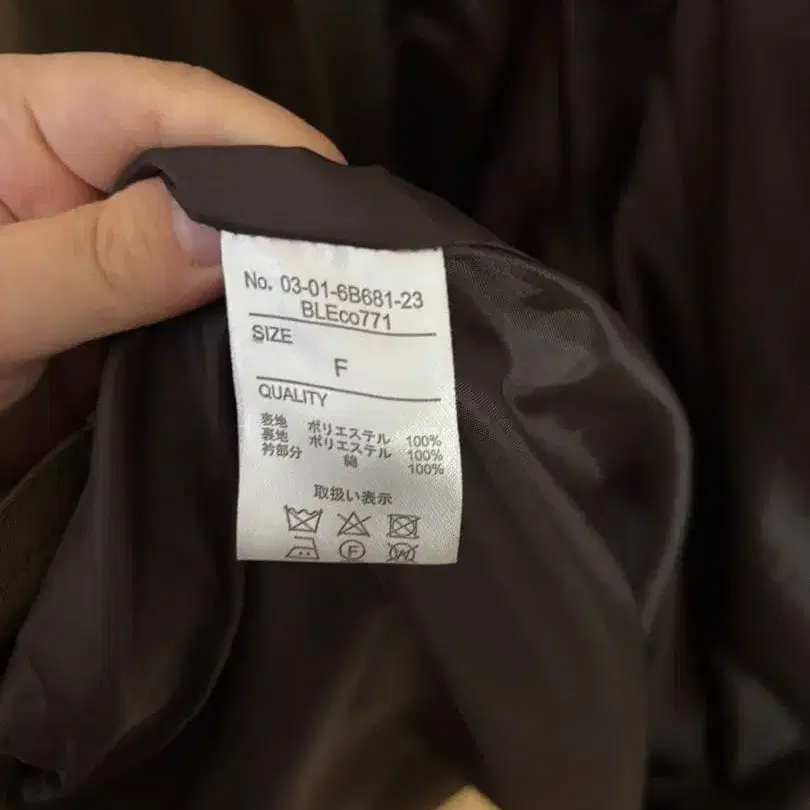 No. 03-01-6B681-23
BLEco771
SIZE
F
QUALITY
表地 ポリエステル 100%
裏地 ポリエステル 100%
衿部分 綿 100%
取扱い表示
F W